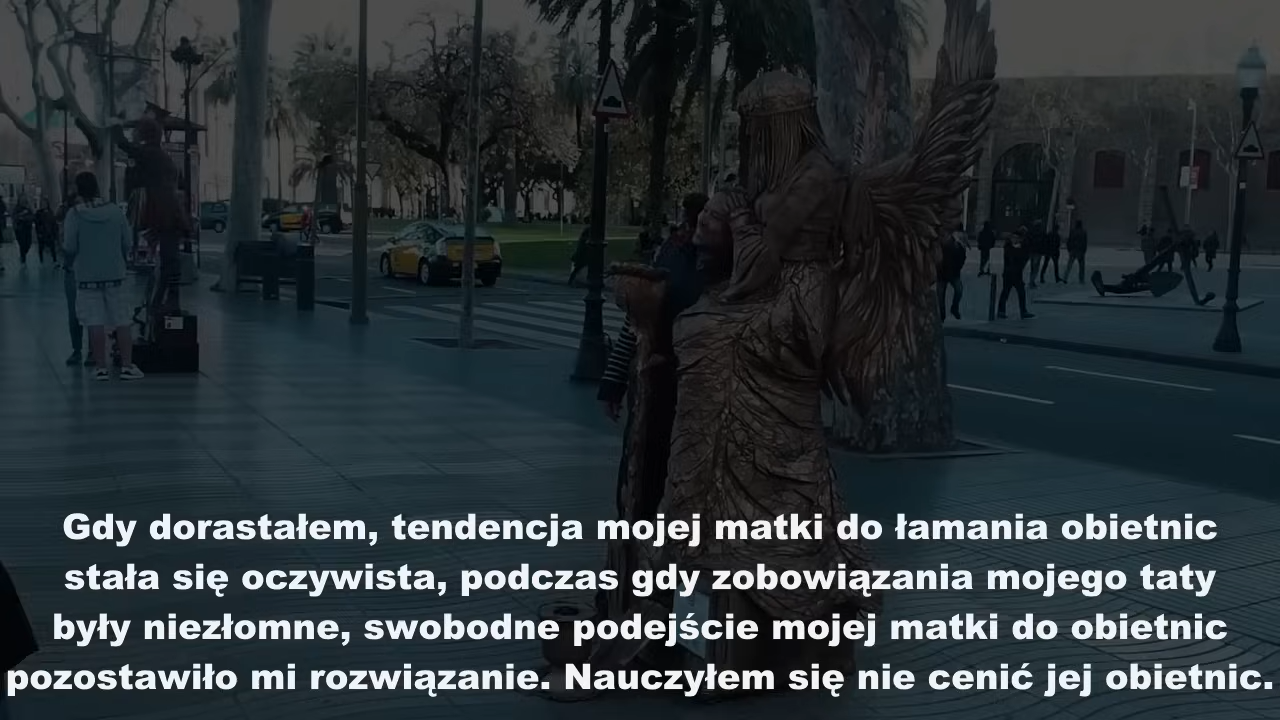 Gdy dorastałem, tendencja mojej matki do łamania obietnic
stała się oczywista, podczas gdy zobowiązania mojego taty
były niezłomne, swobodne podejście mojej matki do obietnic
pozostawiło mi rozwiązanie. Nauczyłem się nie cenić jej obietnic.